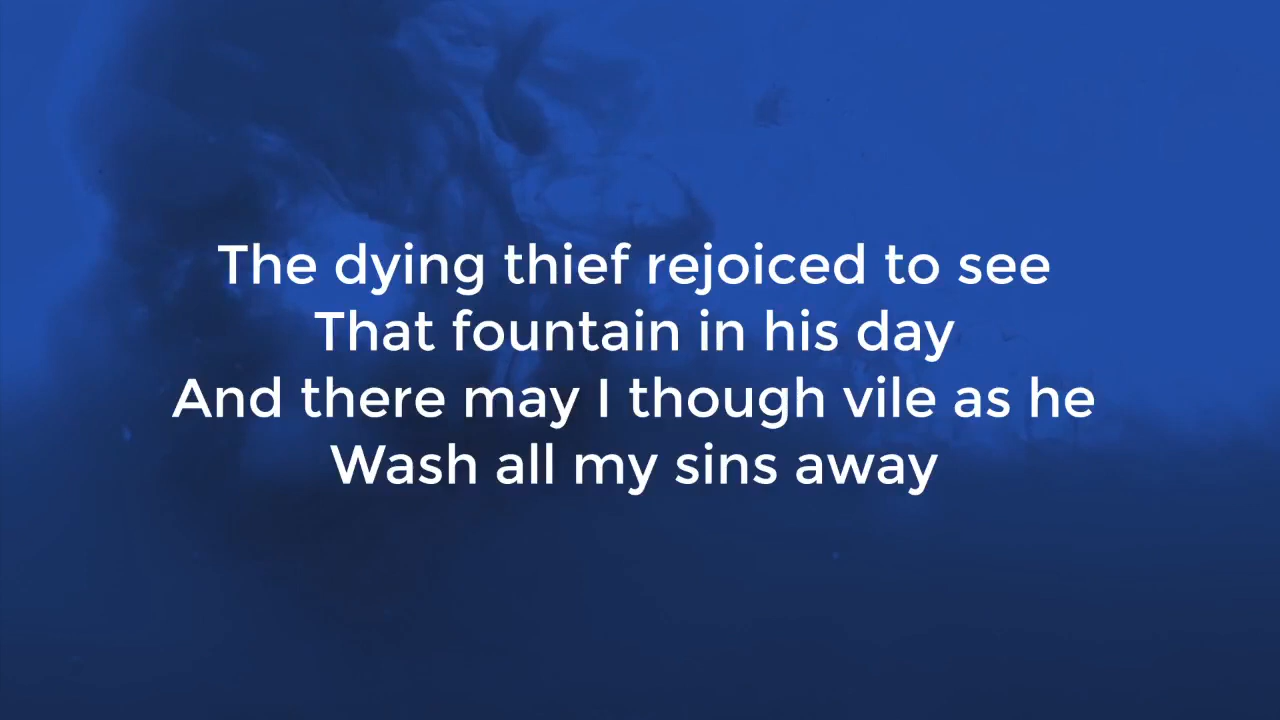 The dying thief rejoiced to see
That fountain in his day
And there may I though vile as he
Wash all my sins away